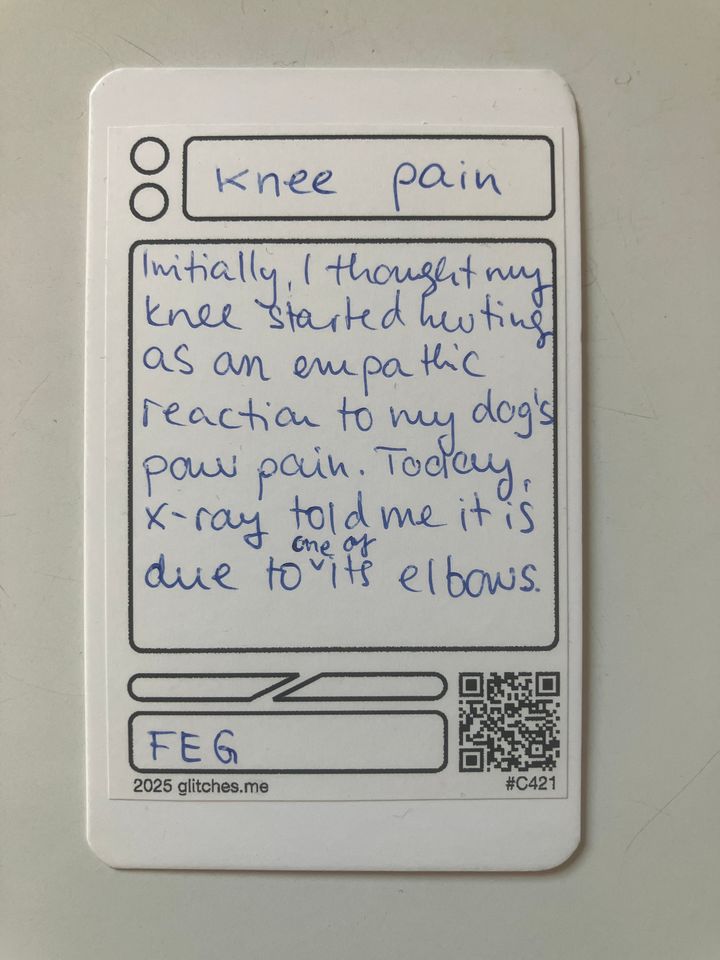 knee pain
Initially, I thought my
knee started hurting
as an empathic
reaction to my dog's
paw pain. Today,
x-ray told me it is
one of
due to ˅ its elbows.
FEG
2025 glitches.me
#C421